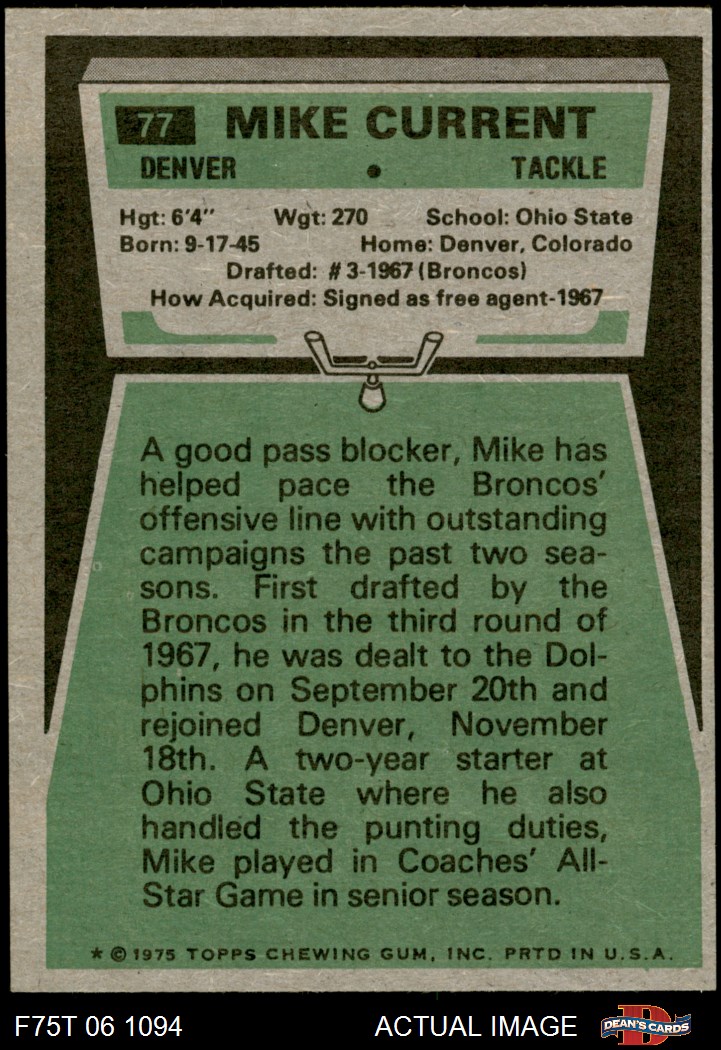 77 MIKE CURRENT
DENVER • TACKLE
Hgt: 6'4" Wgt: 270 School: Ohio State
Born: 9-17-45 Home: Denver, Colorado
Drafted: #3-1967 (Broncos)
How Acquired: Signed as free agent-1967
A good pass blocker, Mike has
helped pace the Broncos'
offensive line with outstanding
campaigns the past two sea-
sons. First drafted by the
Broncos in the third round of
1967, he was dealt to the Dol-
phins on September 20th and
rejoined Denver, November
18th. A two-year starter at
Ohio State where he also
handled the punting duties,
Mike played in Coaches' All-
Star Game in senior season.
* © 1975 TOPPS CHEWING GUM, INC. PRTD IN U.S.A.
F75T 06 1094 ACTUAL IMAGE D DEAN'S CARDS